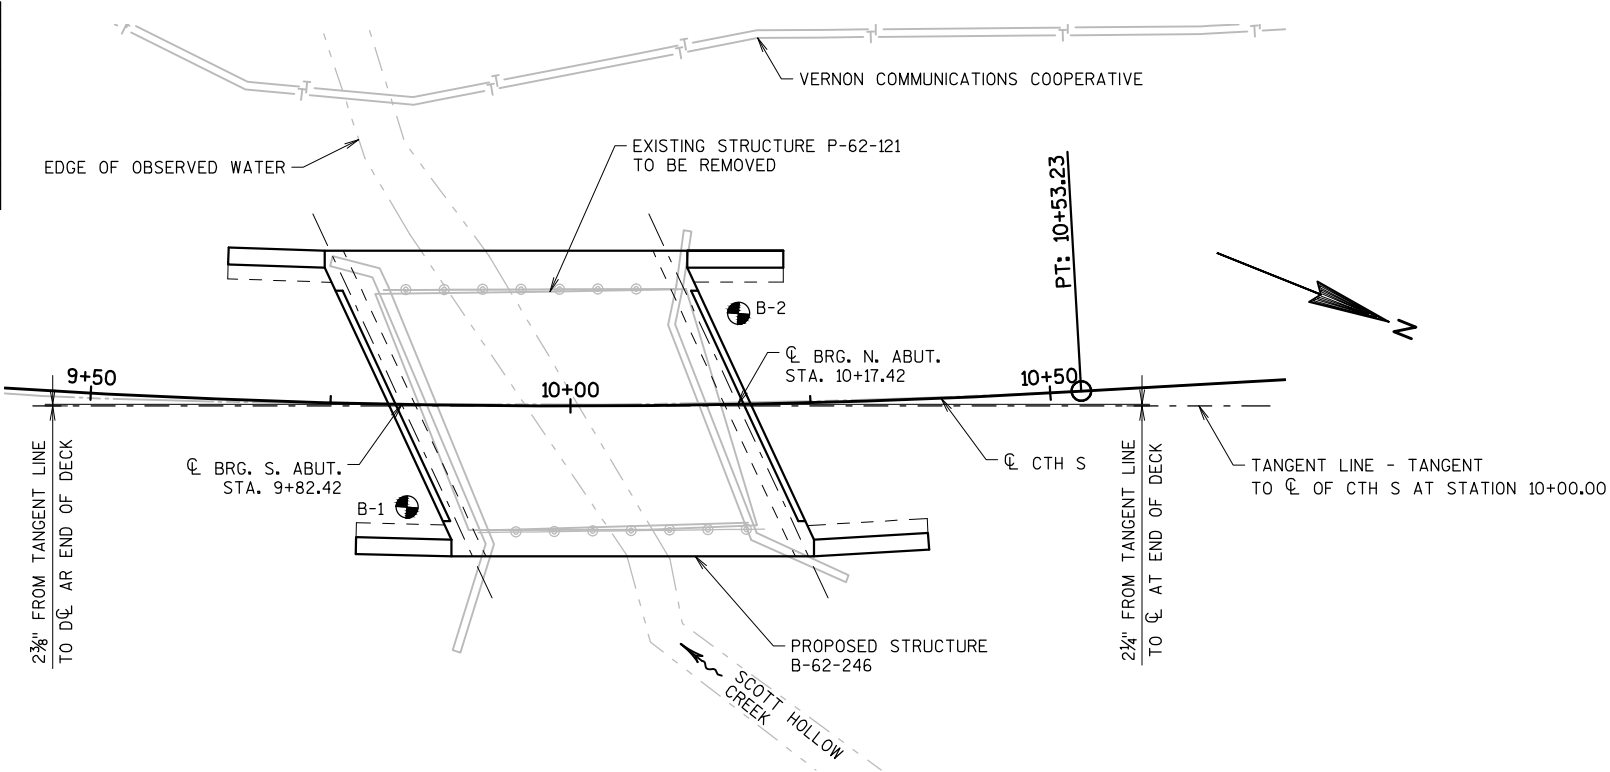 VERNON COMMUNICATIONS COOPERATIVE
EXISTING STRUCTURE P-62-121
TO BE REMOVED
EDGE OF OBSERVED WATER
PT: 10+53.23
N
B-2
℄ BRG. N. ABUT.
STA. 10+17.42
9+50
10+00
10+50
℄ BRG. S. ABUT.
STA. 9+82.42
B-1
℄ CTH S
TANGENT LINE - TANGENT
TO ℄ OF CTH S AT STATION 10+00.00
2⅜" FROM TANGENT LINE
TO D℄ AR END OF DECK
2¼" FROM TANGENT LINE
TO ℄ AT END OF DECK
PROPOSED STRUCTURE
B-62-246
SCOTT HOLLOW
CREEK
T T
T T
T T
T T
T T
T T
T T